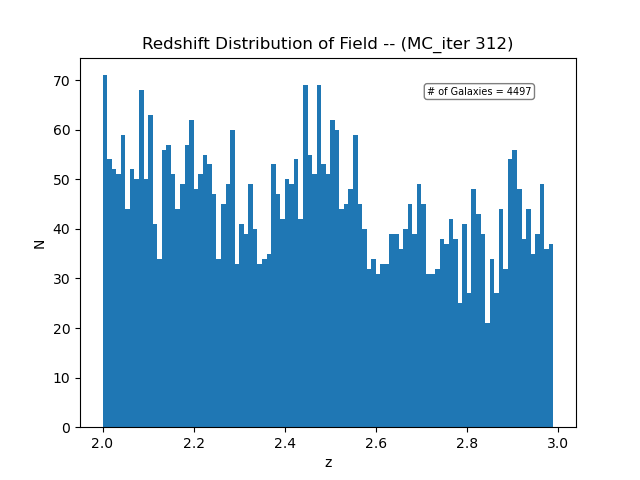 Redshift Distribution of Field -- (MC_iter 312)
# of Galaxies = 4497
70
60
50
40
30
20
10
0
N
2.0 2.2 2.4 2.6 2.8 3.0
z